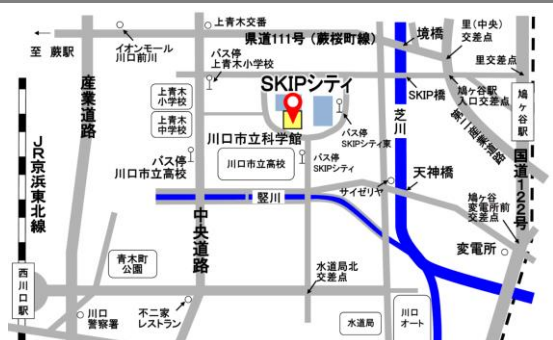 上青木交番
県道111号（蕨桜町線）
境橋
里（中央）
交差点
至 蕨駅
イオンモール
川口前川
バス停
上青木小学校
里交差点
SKIPシティ
SKIP橋
鳩ヶ谷駅
入口交差点
鳩ヶ谷駅
産業道路
上青木
小学校
上青木
中学校
芝川
第二産業道路
バス停
SKIPシティ東
川口市立科学館
国道122号
JR京浜東北線
バス停
川口市立高校
川口市立高校
バス停
SKIPシティ
天神橋
サイゼリヤ
竪川
鳩ヶ谷
変電所前
交差点
中央道路
変電所
青木町
公園
水道局北
交差点
西川口駅
川口
警察署
不二家
レストラン
水道局
川口
オート